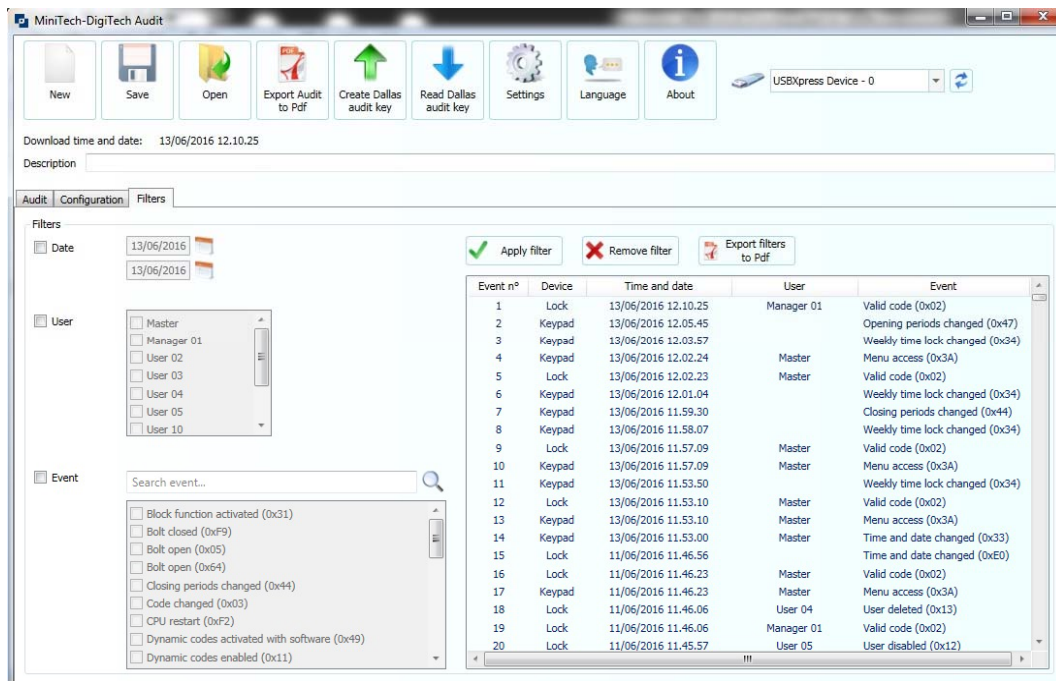 MiniTech-DigiTech Audit
New Save Open Export Audit to Pdf Create Dallas audit key Read Dallas audit key Settings Language About USBXpress Device - 0
Download time and date: 13/06/2016 12.10.25
Description
Audit Configuration Filters
Filters
Date 13/06/2016
13/06/2016
User
Master
Manager 01
User 02
User 03
User 04
User 05
User 10
Event Search event...
Block function activated (0x31)
Bolt closed (0xF9)
Bolt open (0x05)
Bolt open (0x64)
Closing periods changed (0x44)
Code changed (0x03)
CPU restart (0xF2)
Dynamic codes activated with software (0x49)
Dynamic codes enabled (0x11)
Apply filter Remove filter Export filters to Pdf
Event nº Device Time and date User Event
1 Lock 13/06/2016 12.10.25 Manager 01 Valid code (0x02)
2 Keypad 13/06/2016 12.05.45 Opening periods changed (0x47)
3 Keypad 13/06/2016 12.03.57 Weekly time lock changed (0x34)
4 Keypad 13/06/2016 12.02.24 Master Menu access (0x3A)
5 Lock 13/06/2016 12.02.23 Master Valid code (0x02)
6 Keypad 13/06/2016 12.01.04 Weekly time lock changed (0x34)
7 Keypad 13/06/2016 11.59.30 Closing periods changed (0x44)
8 Keypad 13/06/2016 11.58.07 Weekly time lock changed (0x34)
9 Lock 13/06/2016 11.57.09 Master Valid code (0x02)
10 Keypad 13/06/2016 11.57.09 Master Menu access (0x3A)
11 Keypad 13/06/2016 11.53.50 Weekly time lock changed (0x34)
12 Lock 13/06/2016 11.53.10 Master Valid code (0x02)
13 Keypad 13/06/2016 11.53.10 Master Menu access (0x3A)
14 Keypad 13/06/2016 11.53.00 Master Time and date changed (0x33)
15 Lock 11/06/2016 11.46.56 Time and date changed (0xE0)
16 Lock 11/06/2016 11.46.23 Master Valid code (0x02)
17 Keypad 11/06/2016 11.46.23 Master Menu access (0x3A)
18 Lock 11/06/2016 11.46.06 User 04 User deleted (0x13)
19 Lock 11/06/2016 11.46.06 Manager 01 Valid code (0x02)
20 Lock 11/06/2016 11.45.57 User 05 User disabled (0x12)